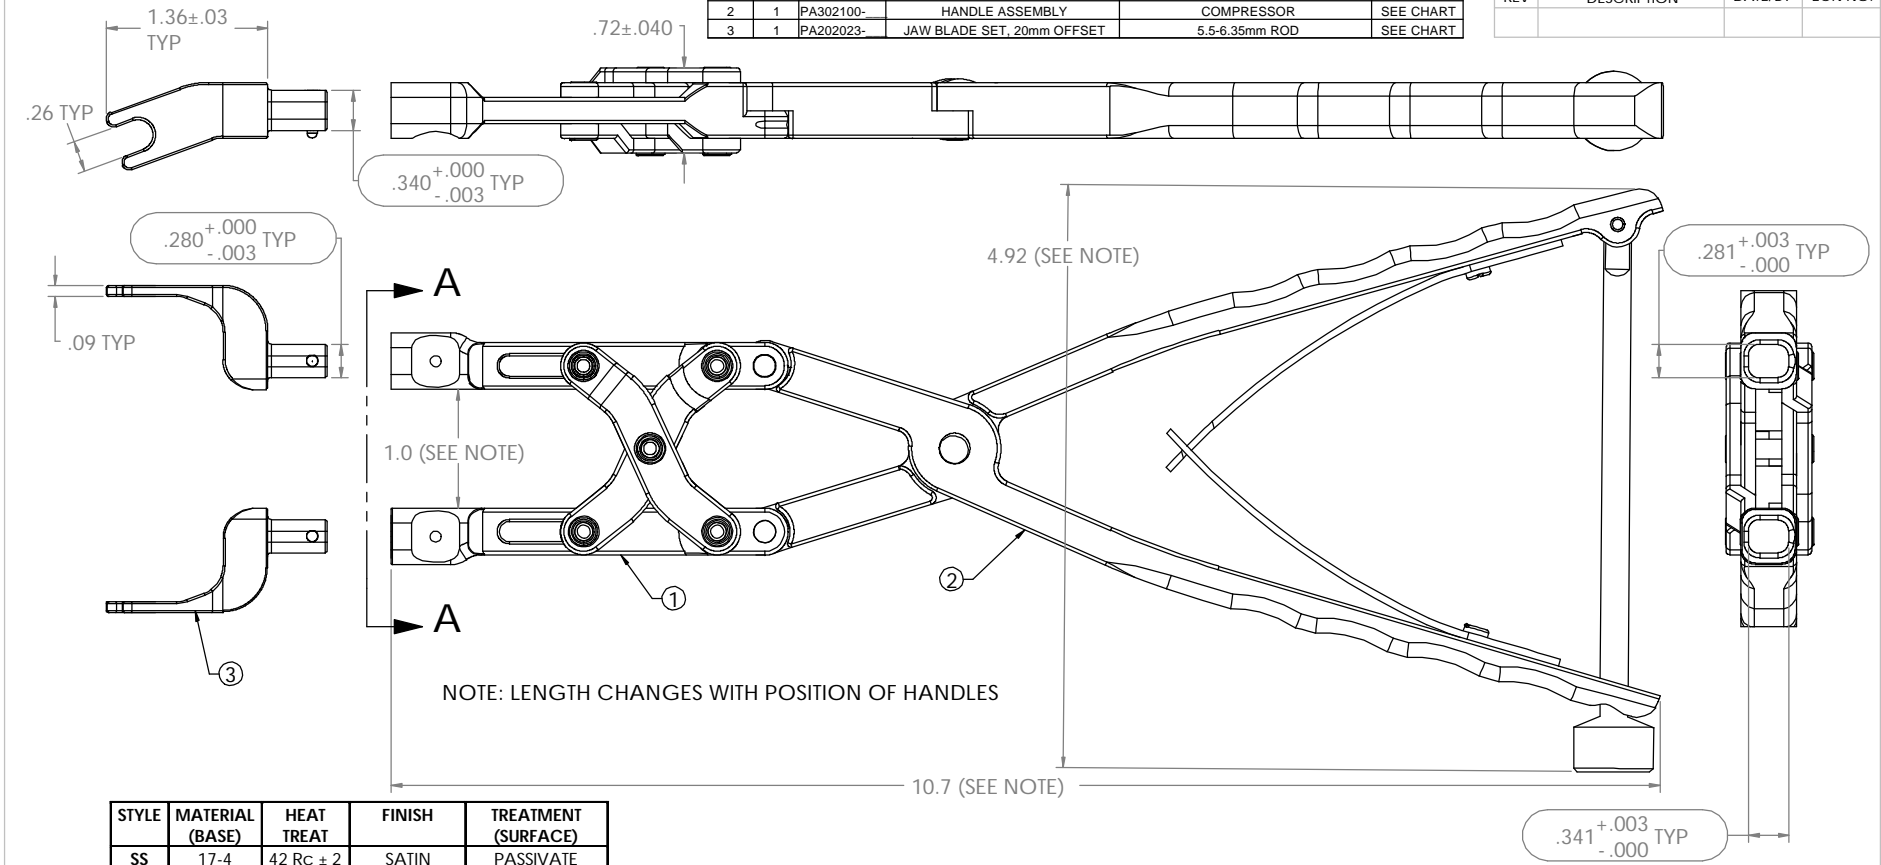 2 1 PA302100-___ HANDLE ASSEMBLY COMPRESSOR SEE CHART
3 1 PA202023-___ JAW BLADE SET, 20mm OFFSET 5.5-6.35mm ROD SEE CHART
REV DESCRIPTION
1.36±.03
TYP
.72±.040
.26 TYP
.340 +.000 TYP
-.003
.280 +.000 TYP
-.003
4.92 (SEE NOTE)
.281 +.003 TYP
-.000
A
.09 TYP
1.0 (SEE NOTE)
1
2
A
3
NOTE: LENGTH CHANGES WITH POSITION OF HANDLES
10.7 (SEE NOTE)
STYLE MATERIAL HEAT FINISH TREATMENT
(BASE) TREAT (SURFACE)
SS 17-4 42 Rc ± 2 SATIN PASSIVATE
.341 +.003 TYP
-.000